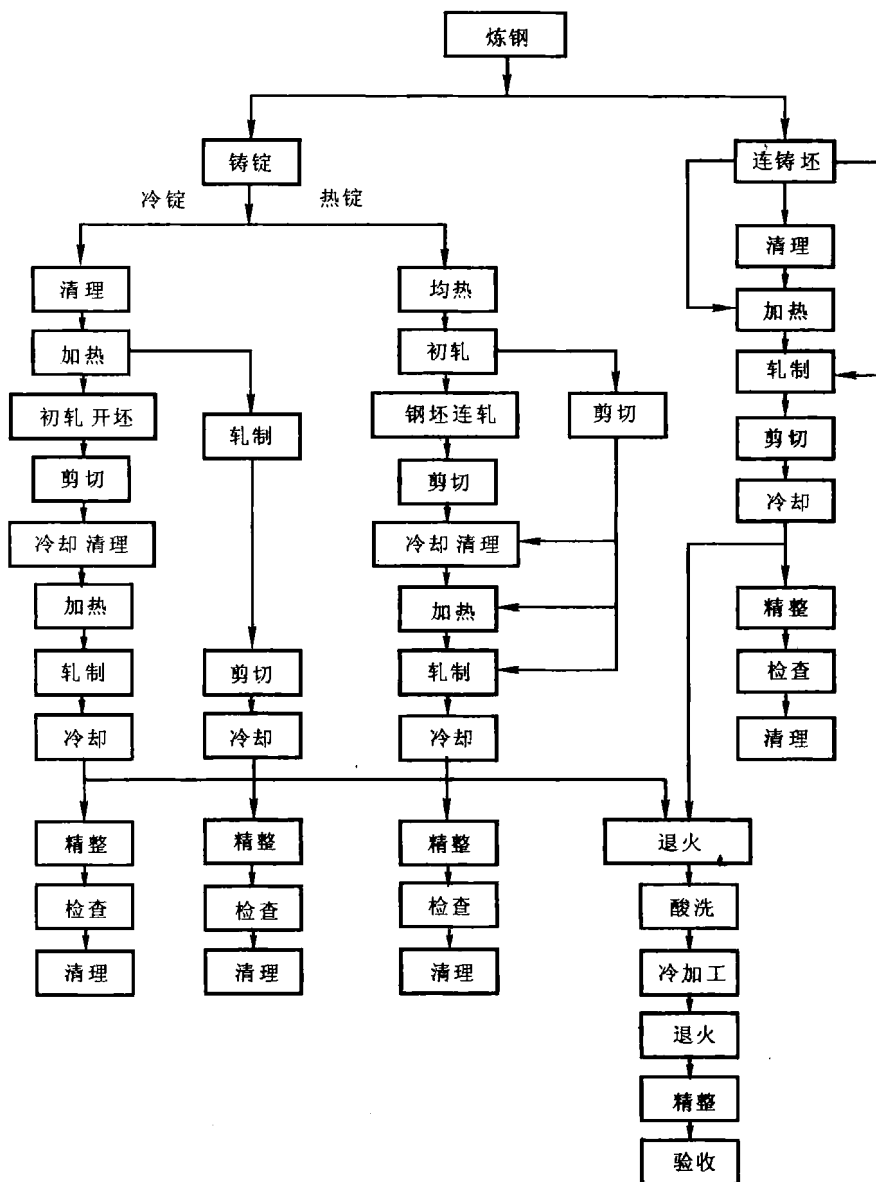 炼钢
铸锭
连铸坯
冷锭
热锭
清理
均热
清理
加热
初轧
加热
初轧开坯
轧制
钢坯连轧
剪切
轧制
剪切
剪切
剪切
冷却清理
冷却清理
冷却
加热
加热
精整
轧制
剪切
轧制
检查
冷却
冷却
冷却
清理
精整
精整
精整
退火
检查
检查
检查
酸洗
清理
清理
清理
冷加工
退火
精整
验收